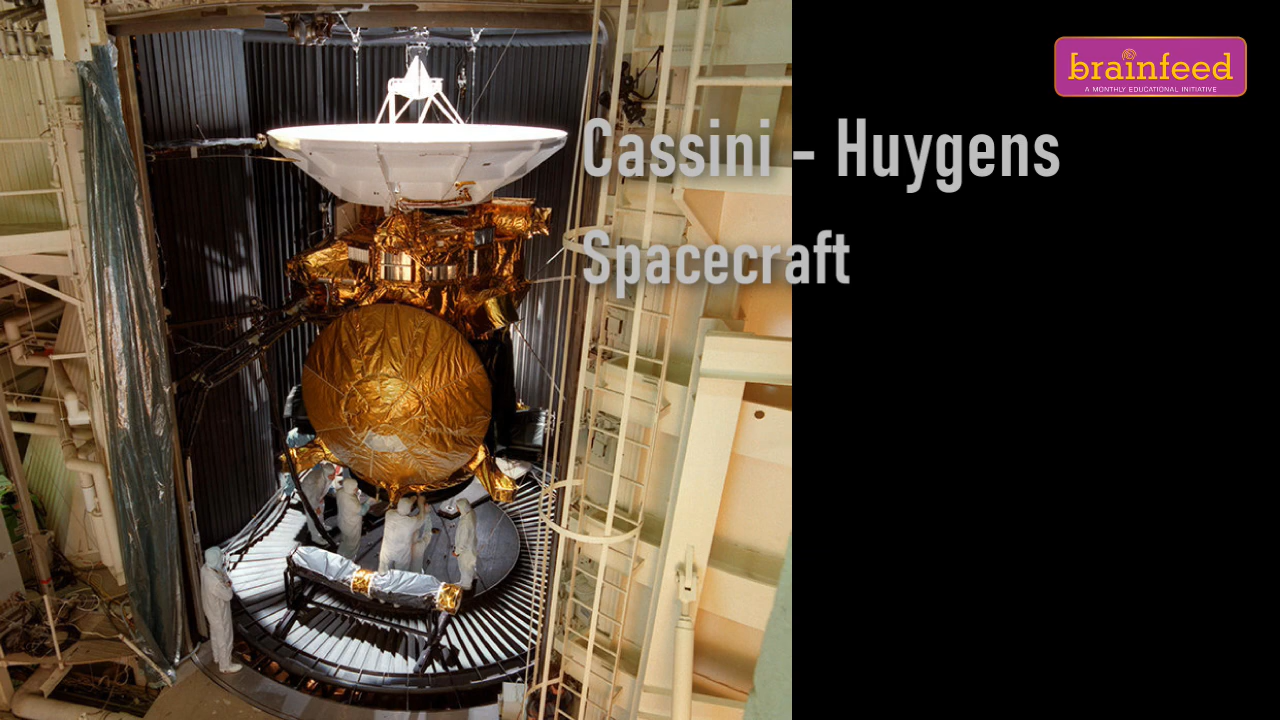 brainfeed
A MONTHLY EDUCATIONAL INITIATIVE
Cassini - Huygens
Spacecraft